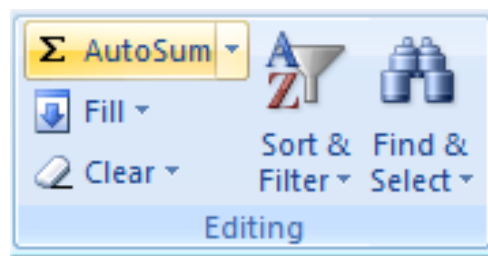 Σ AutoSum
Fill
Clear
A
Z
Sort &
Filter
Find &
Select
Editing